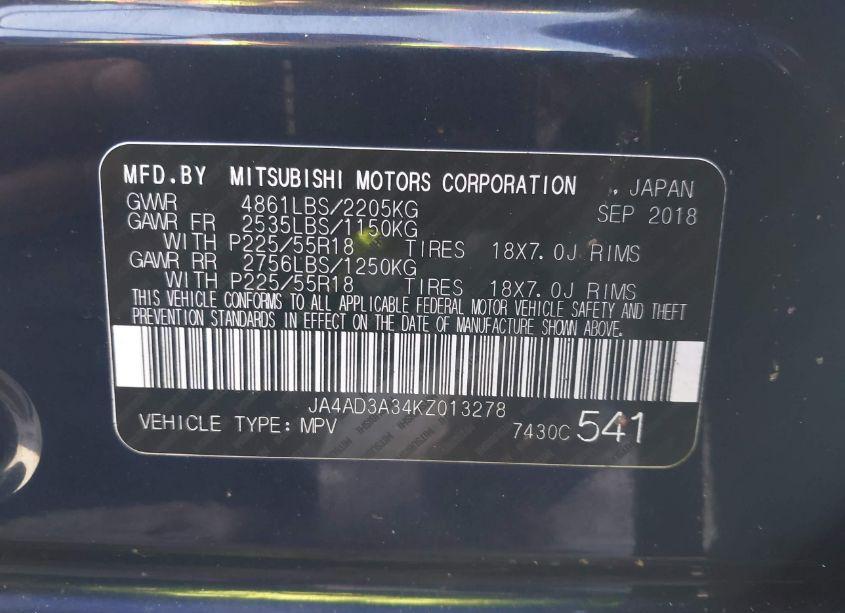 MFD.BY MITSUBISHI MOTORS CORPORATION , JAPAN
GWVR 4861LBS/2205KG SEP 2018
GAWR FR 2535LBS/1150KG
WITH P225/55R18 TIRES 18X7.0J RIMS
GAWR RR 2756LBS/1250KG
WITH P225/55R18 TIRES 18X7.0J RIMS
THIS VEHICLE CONFORMS TO ALL APPLICABLE FEDERAL MOTOR VEHICLE SAFETY AND THEFT
PREVENTION STANDARDS IN EFFECT ON THE DATE OF MANUFACTURE SHOWN ABOVE.
JA4AD3A34KZ013278
VEHICLE TYPE: MPV 7430C 541